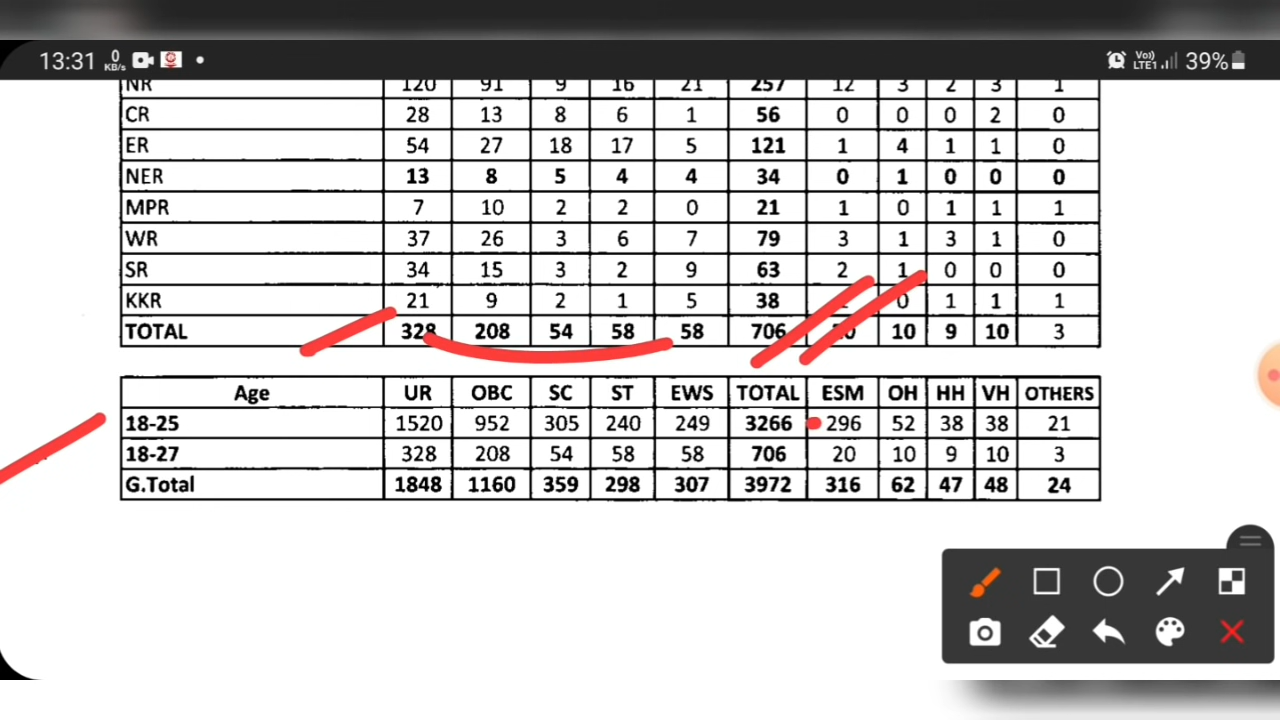 13:31 0 KB/s Vo) LTE1 39%
NR 120 91 9 16 21 257 12 3 2 3 1
CR 28 13 8 6 1 56 0 0 0 2 0
ER 54 27 18 17 5 121 1 4 1 1 0
NER 13 8 5 4 4 34 0 1 0 0 0
MPR 7 10 2 2 0 21 1 0 1 1 1
WR 37 26 3 6 7 79 3 1 3 1 0
SR 34 15 3 2 9 63 2 1 0 0 0
KKR 21 9 2 1 5 38 0 1 1 1
TOTAL 328 208 54 58 58 706 20 10 9 10 3
Age UR OBC SC ST EWS TOTAL ESM OH HH VH OTHERS
18-25 1520 952 305 240 249 3266 296 52 38 38 21
18-27 328 208 54 58 58 706 20 10 9 10 3
G.Total 1848 1160 359 298 307 3972 316 62 47 48 24